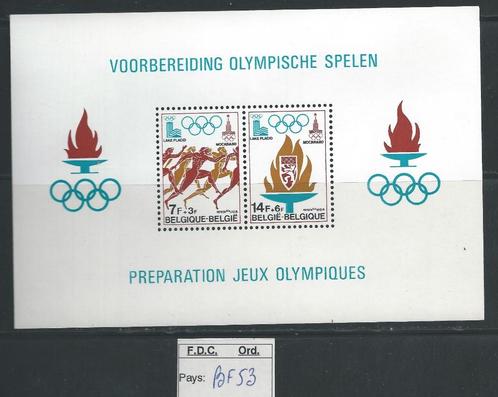 VOORBEREIDING OLYMPISCHE SPELEN
LAKE PLACID
LAKE PLACID
7F+3F
BELGIQUE-BELGIË
14F+6F
BELGIË-BELGIQUE
PREPARATION JEUX OLYMPIQUES
F.D.C. Ord.
Pays: BF53